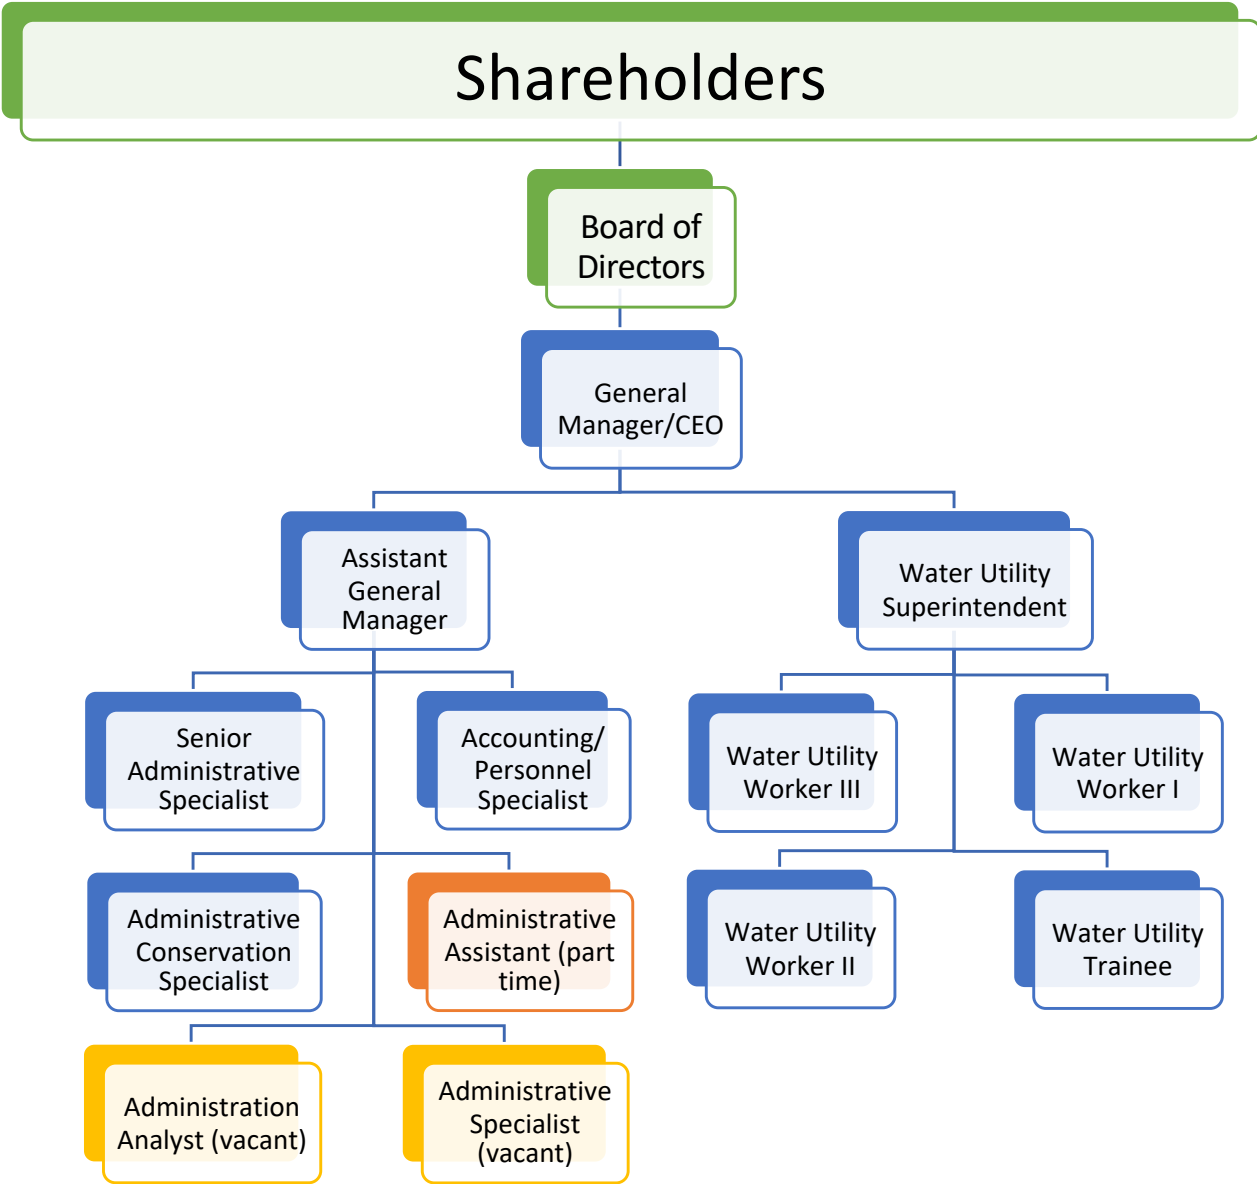 Shareholders
Board of
Directors
General
Manager/CEO
Assistant
General
Manager
Water Utility
Superintendent
Senior
Administrative
Specialist
Accounting/
Personnel
Specialist
Water Utility
Worker III
Water Utility
Worker I
Administrative
Conservation
Specialist
Administrative
Assistant (part
time)
Water Utility
Worker II
Water Utility
Trainee
Administration
Analyst (vacant)
Administrative
Specialist
(vacant)